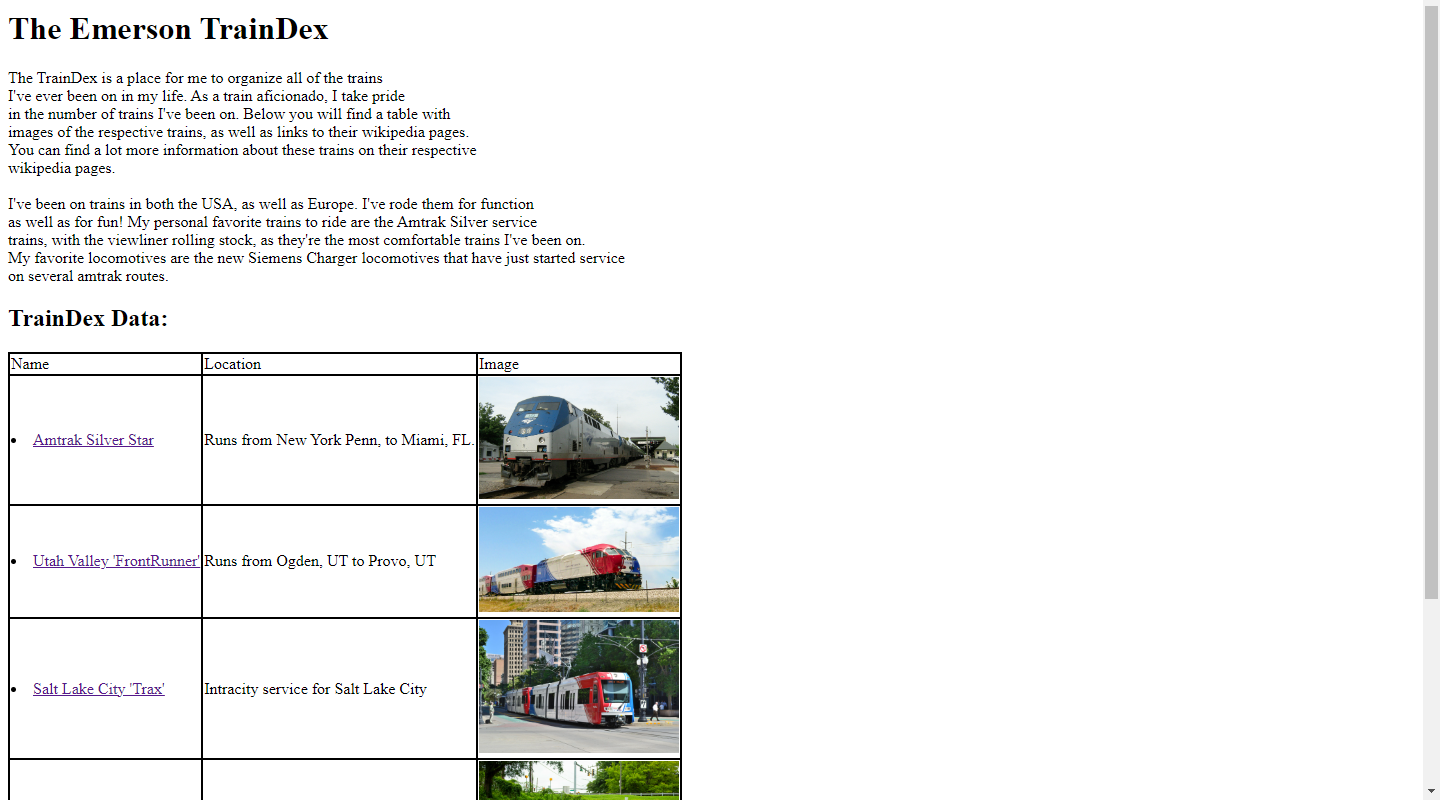 The Emerson TrainDex
The TrainDex is a place for me to organize all of the trains
I've ever been on in my life. As a train aficionado, I take pride
in the number of trains I've been on. Below you will find a table with
images of the respective trains, as well as links to their wikipedia pages.
You can find a lot more information about these trains on their respective
wikipedia pages.
I've been on trains in both the USA, as well as Europe. I've rode them for function
as well as for fun! My personal favorite trains to ride are the Amtrak Silver service
trains, with the viewliner rolling stock, as they're the most comfortable trains I've been on.
My favorite locomotives are the new Siemens Charger locomotives that have just started service
on several amtrak routes.
TrainDex Data:
Name Location Image
• Amtrak Silver Star Runs from New York Penn, to Miami, FL.
• Utah Valley 'FrontRunner' Runs from Ogden, UT to Provo, UT
• Salt Lake City 'Trax' Intracity service for Salt Lake City